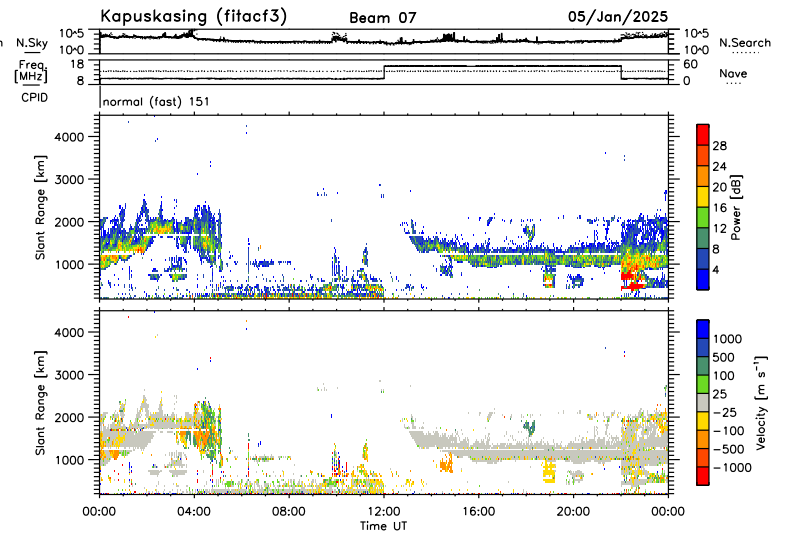 Kapuskasing (fitacf3) Beam 07 05/Jan/2025
N.Sky 10^5 10^0 10^5 10^0 N.Search
Freq. [MHz] 18 8 60 0 Nave
CPID normal (fast) 151
Slant Range [km] 4000 3000 2000 1000
Power [dB] 28 24 20 16 12 8 4
Slant Range [km] 4000 3000 2000 1000
Velocity [m s⁻¹] 1000 500 100 25 −25 −100 −500 −1000
00:00 04:00 08:00 12:00 16:00 20:00 00:00
Time UT